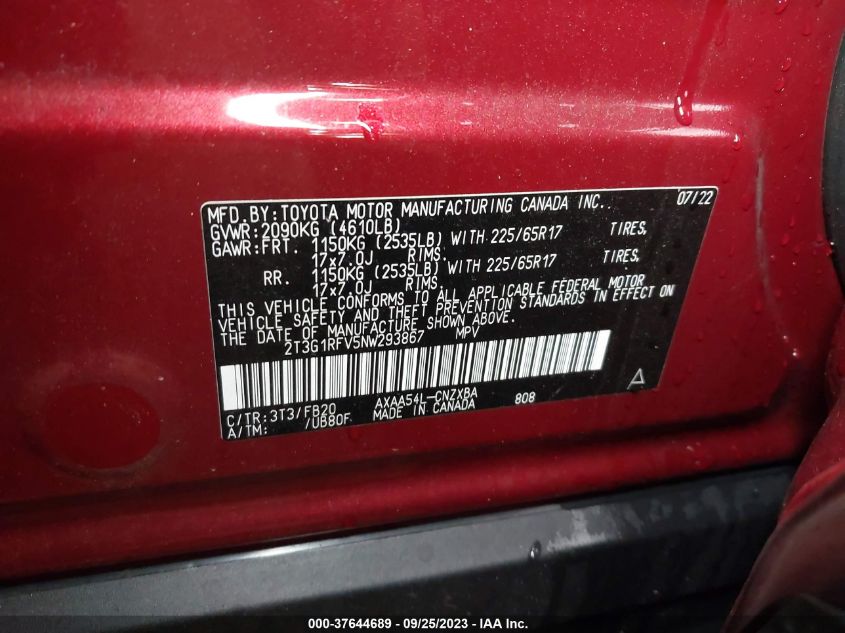 MFD.BY:TOYOTA MOTOR MANUFACTURING CANADA INC. 07/22
GVWR:2090KG (4610LB)
GAWR:FRT. 1150KG (2535LB) WITH 225/65R17 TIRES,
17x7.0J RIMS.
RR. 1150KG (2535LB) WITH 225/65R17 TIRES,
17x7.0J RIMS.
THIS VEHICLE CONFORMS TO ALL APPLICABLE FEDERAL MOTOR
VEHICLE SAFETY AND THEFT PREVENTION STANDARDS IN EFFECT ON
THE DATE OF MANUFACTURE SHOWN ABOVE.
2T3G1RFV5NW293867 MPV
C/TR:3T3/FB20 AXAA54L-CNZXBA 808
A/TM: /UB80F MADE IN CANADA
000-37644689 - 09/25/2023 - IAA Inc.